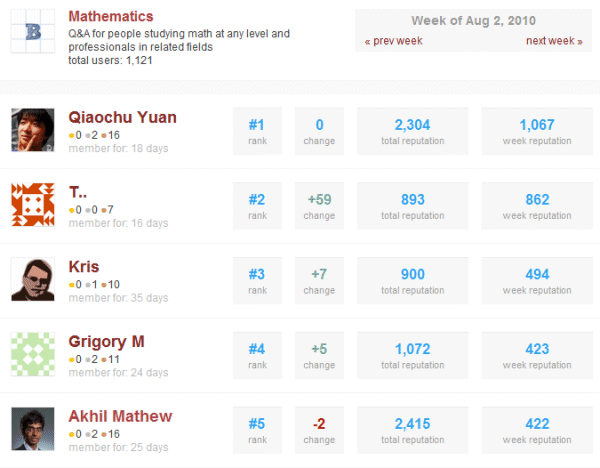 B
Mathematics
Q&A for people studying math at any level and
professionals in related fields
total users: 1,121
Week of Aug 2, 2010
« prev week next week »
Qiaochu Yuan
●0 ●2 ●16
member for: 18 days
#1 0 2,304 1,067
rank change total reputation week reputation
T..
●0 ●0 ●7
member for: 16 days
#2 +59 893 862
rank change total reputation week reputation
Kris
●0 ●1 ●10
member for: 35 days
#3 +7 900 494
rank change total reputation week reputation
Grigory M
●0 ●2 ●11
member for: 24 days
#4 +5 1,072 423
rank change total reputation week reputation
Akhil Mathew
●0 ●2 ●16
member for: 25 days
#5 -2 2,415 422
rank change total reputation week reputation